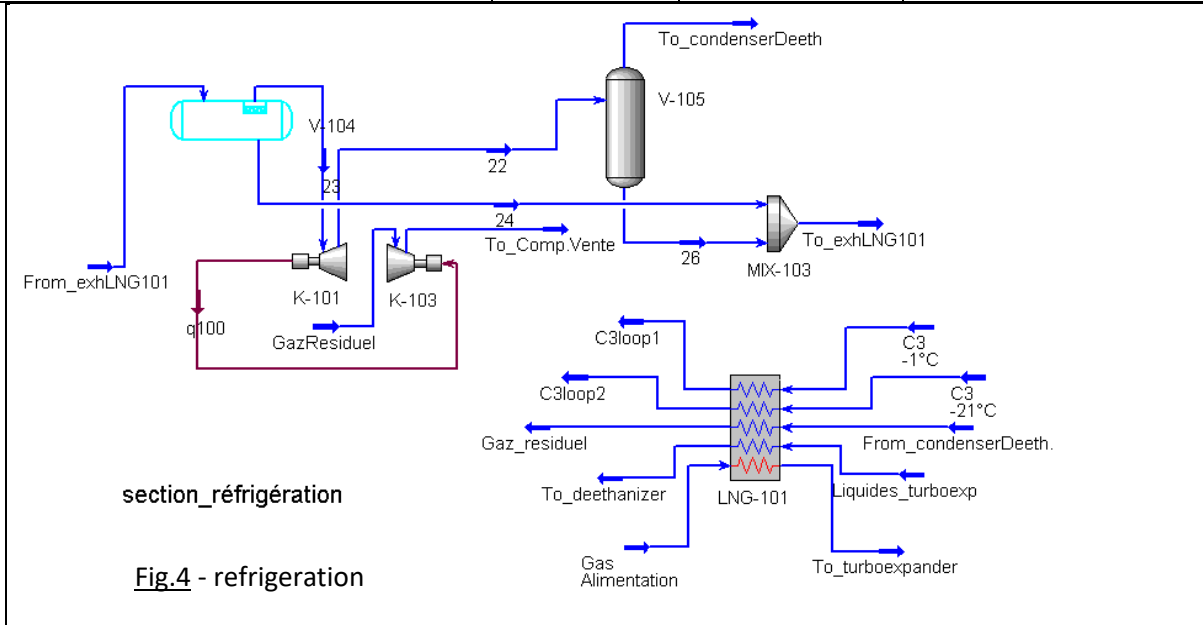 To_condenserDeeth
V-105
V-104
22
23
24
To_Comp.Vente
To_exhLNG101
26
MIX-103
From_exhLNG101
K-101
K-103
q100
GazResiduel
C3loop1
C3
-1°C
C3loop2
C3
-21°C
Gaz_residuel
From_condenserDeeth.
To_deethanizer
LNG-101
Liquides_turboexp
section_réfrigération
Gas
Alimentation
To_turboexpander
Fig.4 - refrigeration